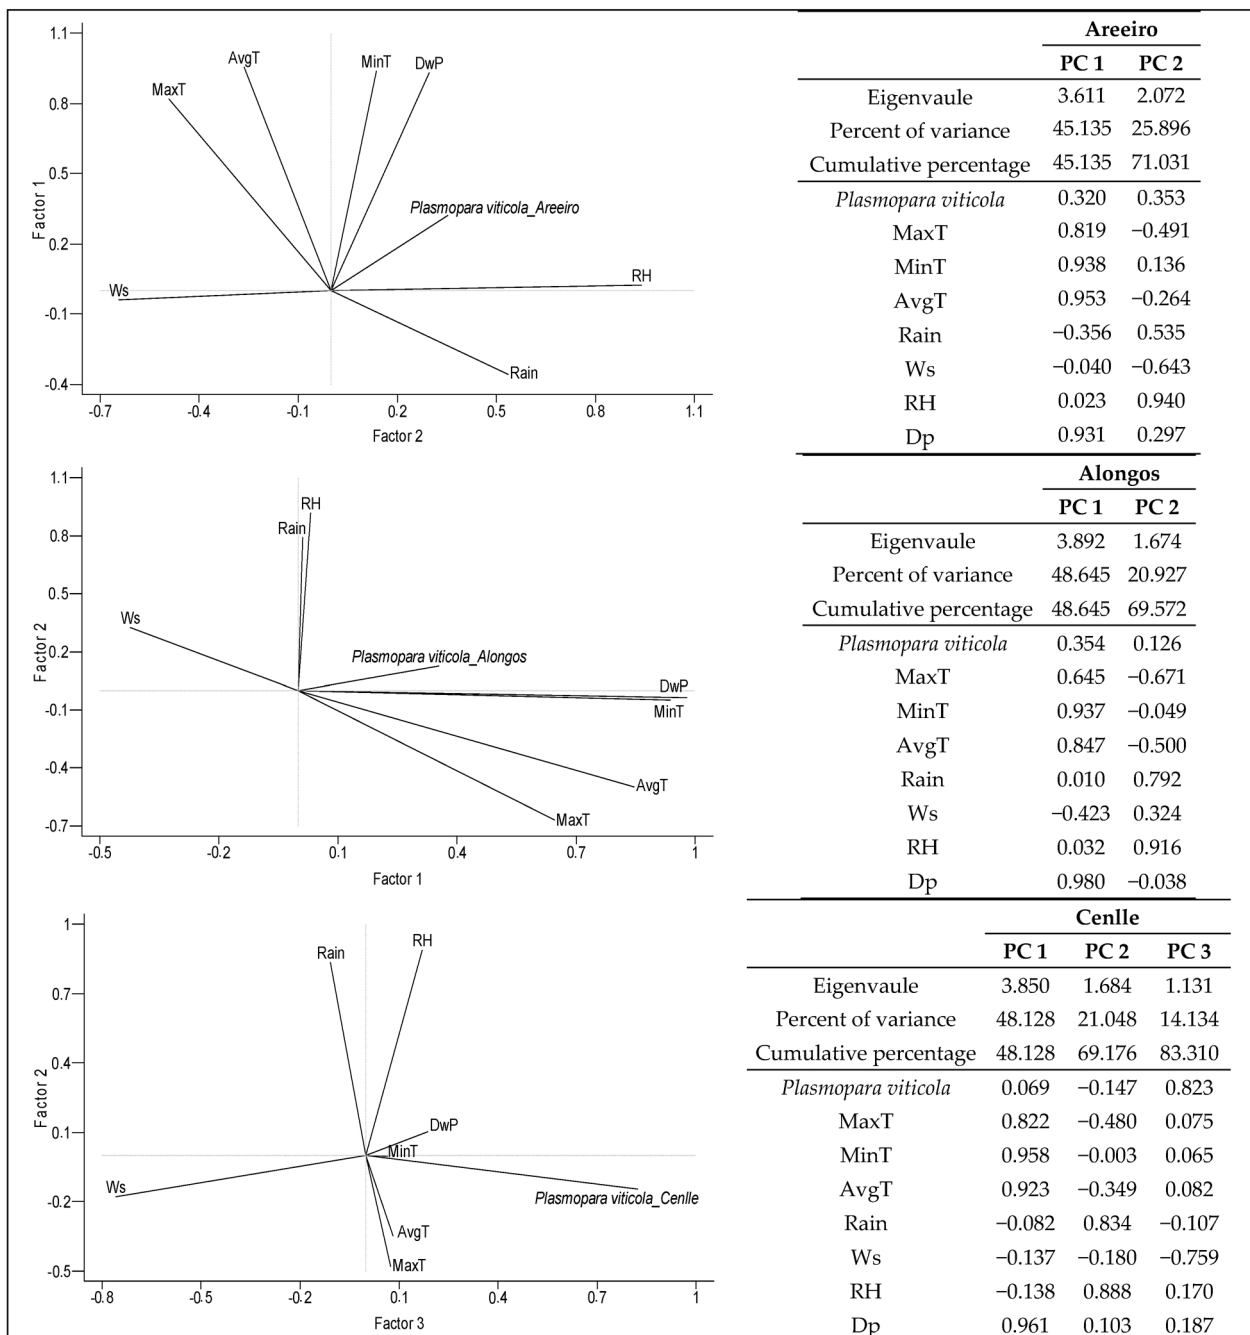 1.1
0.8
0.5
0.2
-0.1
-0.4
Factor 1
MaxT
AvgT
MinT
DwP
Plasmopara viticola_Areeiro
Ws
RH
Rain
-0.7 -0.4 -0.1 0.2 0.5 0.8 1.1
Factor 2
Areeiro
PC 1 PC 2
Eigenvaule 3.611 2.072
Percent of variance 45.135 25.896
Cumulative percentage 45.135 71.031
Plasmopara viticola 0.320 0.353
MaxT 0.819 −0.491
MinT 0.938 0.136
AvgT 0.953 −0.264
Rain −0.356 0.535
Ws −0.040 −0.643
RH 0.023 0.940
Dp 0.931 0.297
1.1
0.8
0.5
0.2
-0.1
-0.4
-0.7
Factor 2
RH
Rain
Ws
Plasmopara viticola_Alongos
DwP
MinT
AvgT
MaxT
-0.5 -0.2 0.1 0.4 0.7 1
Factor 1
Alongos
PC 1 PC 2
Eigenvaule 3.892 1.674
Percent of variance 48.645 20.927
Cumulative percentage 48.645 69.572
Plasmopara viticola 0.354 0.126
MaxT 0.645 −0.671
MinT 0.937 −0.049
AvgT 0.847 −0.500
Rain 0.010 0.792
Ws −0.423 0.324
RH 0.032 0.916
Dp 0.980 −0.038
1
0.7
0.4
0.1
-0.2
-0.5
Factor 2
Rain
RH
DwP
MinT
Ws
Plasmopara viticola_Cenlle
AvgT
MaxT
-0.8 -0.5 -0.2 0.1 0.4 0.7 1
Factor 3
Cenlle
PC 1 PC 2 PC 3
Eigenvaule 3.850 1.684 1.131
Percent of variance 48.128 21.048 14.134
Cumulative percentage 48.128 69.176 83.310
Plasmopara viticola 0.069 −0.147 0.823
MaxT 0.822 −0.480 0.075
MinT 0.958 −0.003 0.065
AvgT 0.923 −0.349 0.082
Rain −0.082 0.834 −0.107
Ws −0.137 −0.180 −0.759
RH −0.138 0.888 0.170
Dp 0.961 0.103 0.187